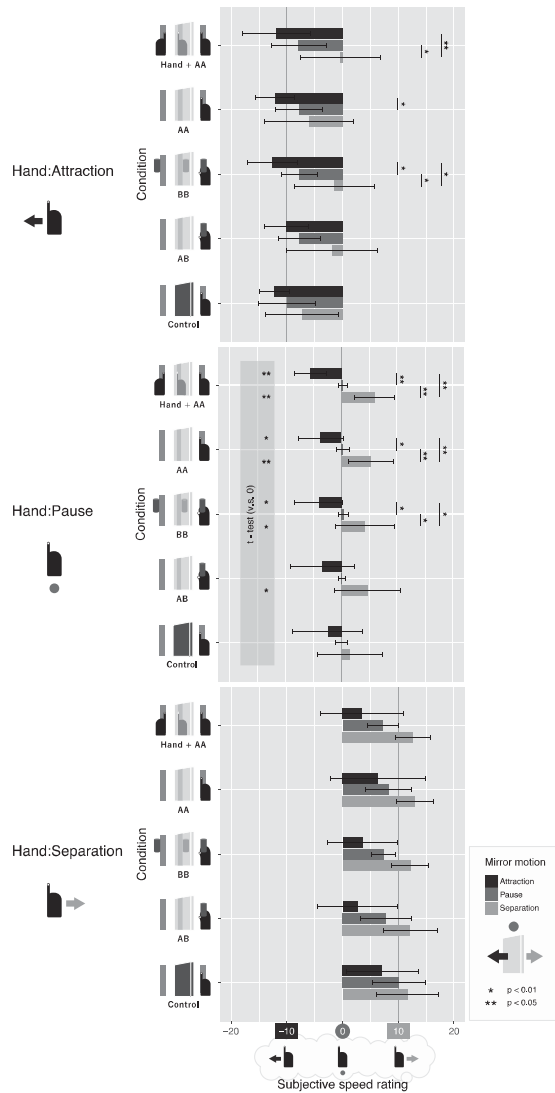 Hand:Attraction
Condition
Hand + AA
AA
BB
AB
Control
*
**
*
*
*
*
Hand:Pause
Condition
Hand + AA
AA
BB
AB
Control
t - test (v.s. 0)
**
**
*
**
*
*
*
**
**
**
*
**
**
*
*
*
Hand:Separation
Condition
Hand + AA
AA
BB
AB
Control
Mirror motion
Attraction
Pause
Separation
* p < 0.01
** p < 0.05
−20 −10 0 10 20
Subjective speed rating